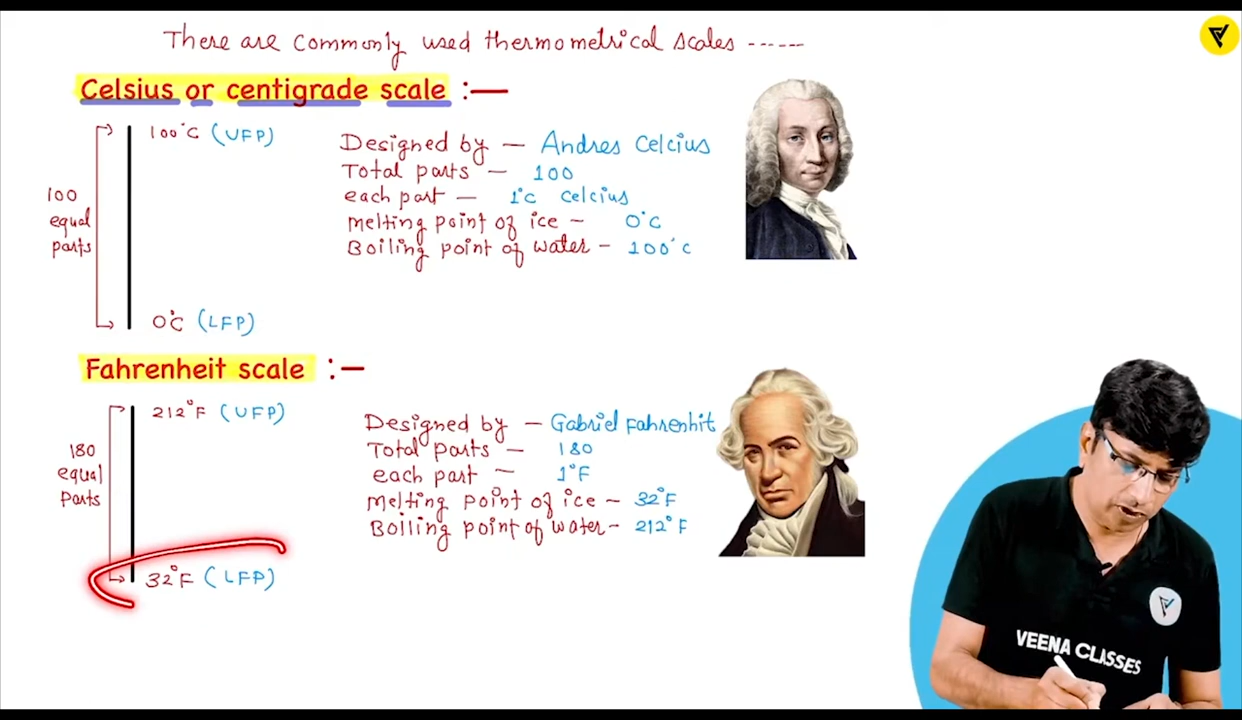 There are commonly used thermometrical scales ------
Celsius or centigrade scale :—
100°C (UFP)
100
equal
parts
0°C (LFP)
Designed by — Andres Celcius
Total parts — 100
each part — 1°C Celcius
melting point of ice — 0°C
Boiling point of water — 100°C
Fahrenheit scale :—
212°F (UFP)
180
equal
Parts
32°F (LFP)
Designed by — Gabriel Fahrenhit
Total parts — 180
each part — 1°F
melting point of ice — 32°F
Boiling point of water — 212°F
VEENA CLASSES